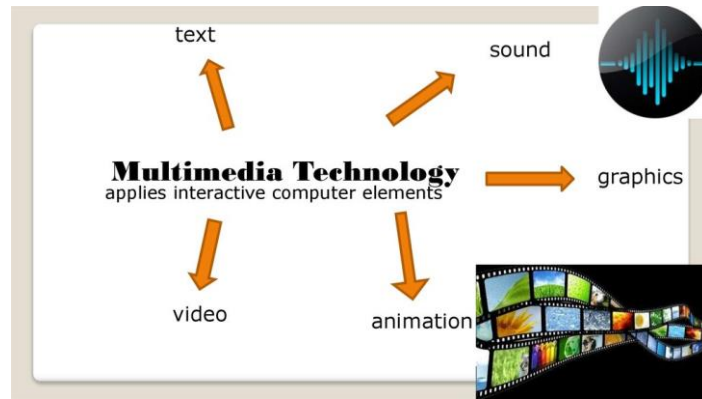 text
sound
Multimedia Technology
applies interactive computer elements
graphics
video
animation